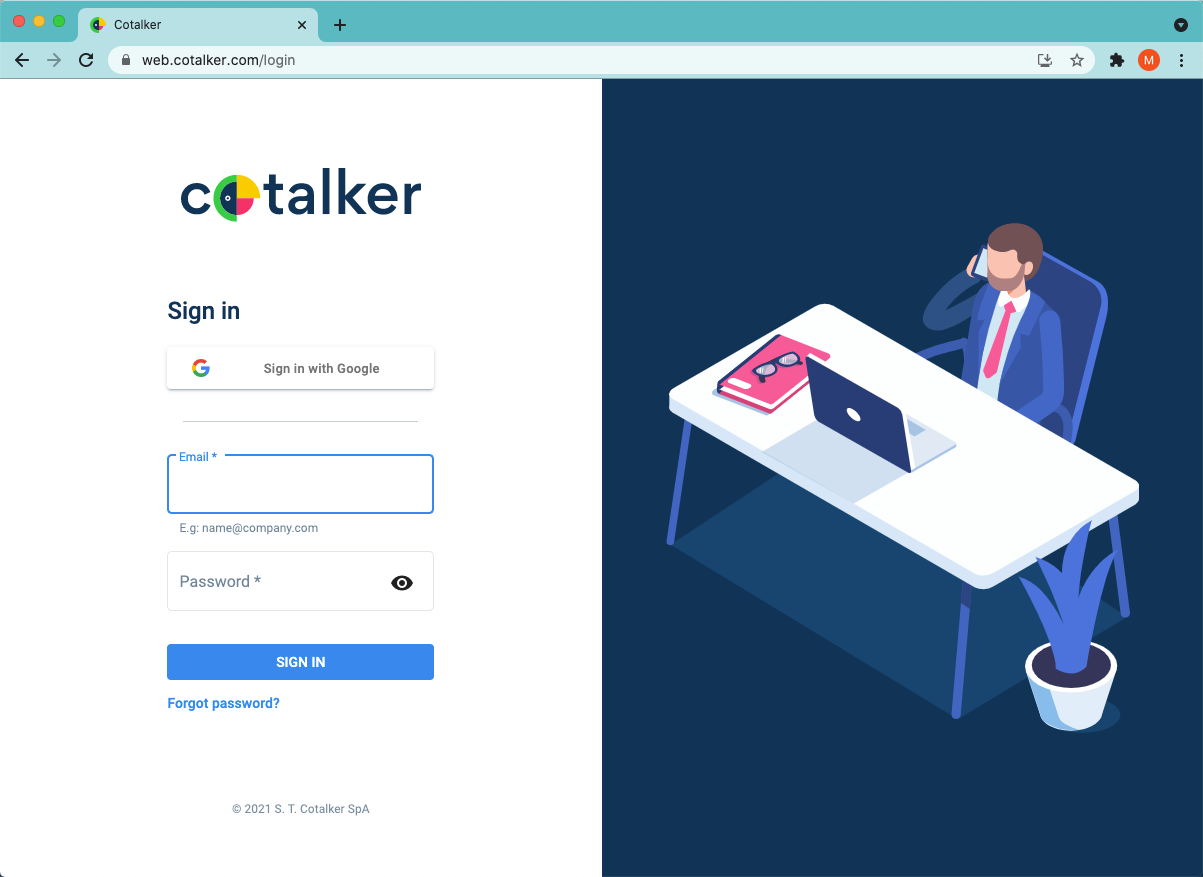 Cotalker
web.cotalker.com/login
M
cotalker
Sign in
Sign in with Google
Email *
E.g: name@company.com
Password *
SIGN IN
Forgot password?
© 2021 S. T. Cotalker SpA